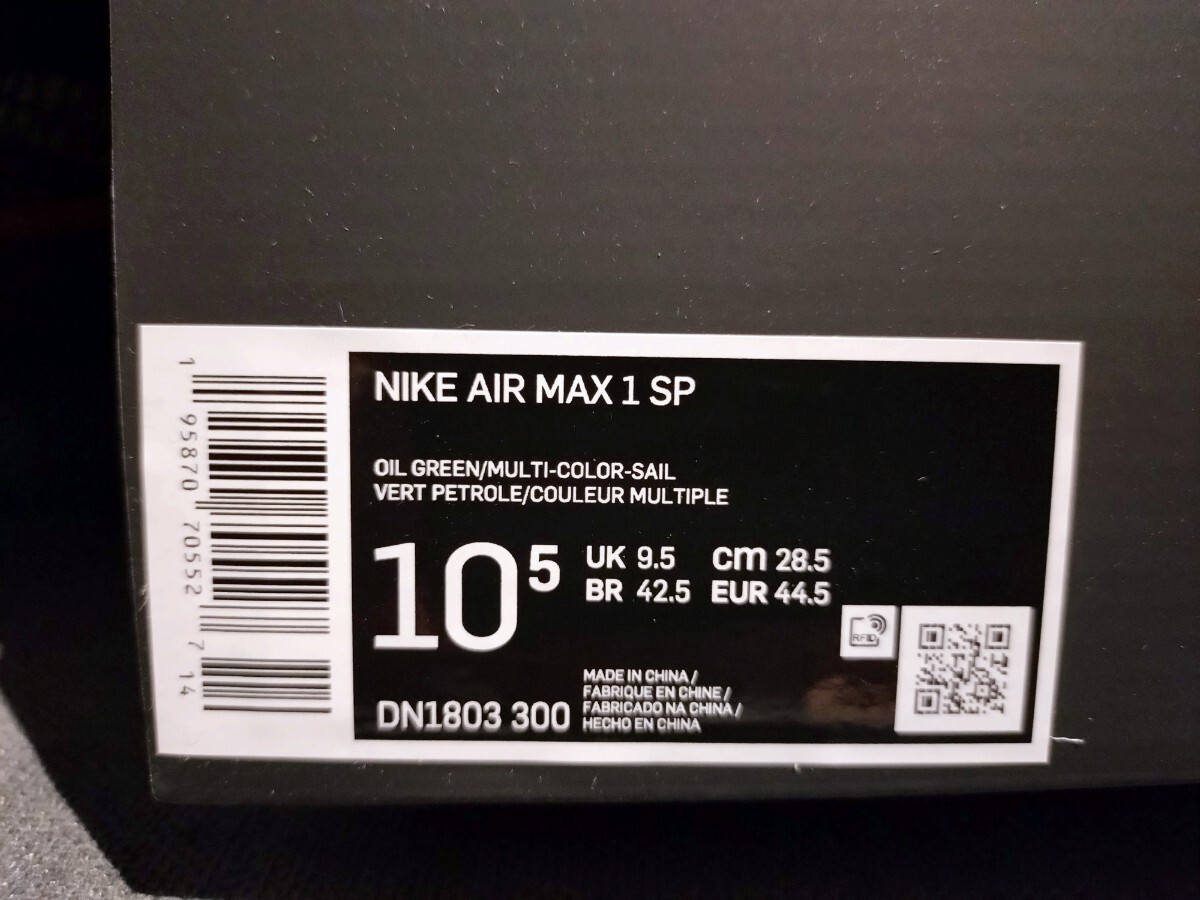 1 95870 70552 7 14
NIKE AIR MAX 1 SP
OIL GREEN/MULTI-COLOR-SAIL
VERT PETROLE/COULEUR MULTIPLE
10 5
UK 9.5 cm 28.5
BR 42.5 EUR 44.5
RFID
MADE IN CHINA /
FABRIQUE EN CHINE /
FABRICADO NA CHINA /
HECHO EN CHINA
DN1803 300